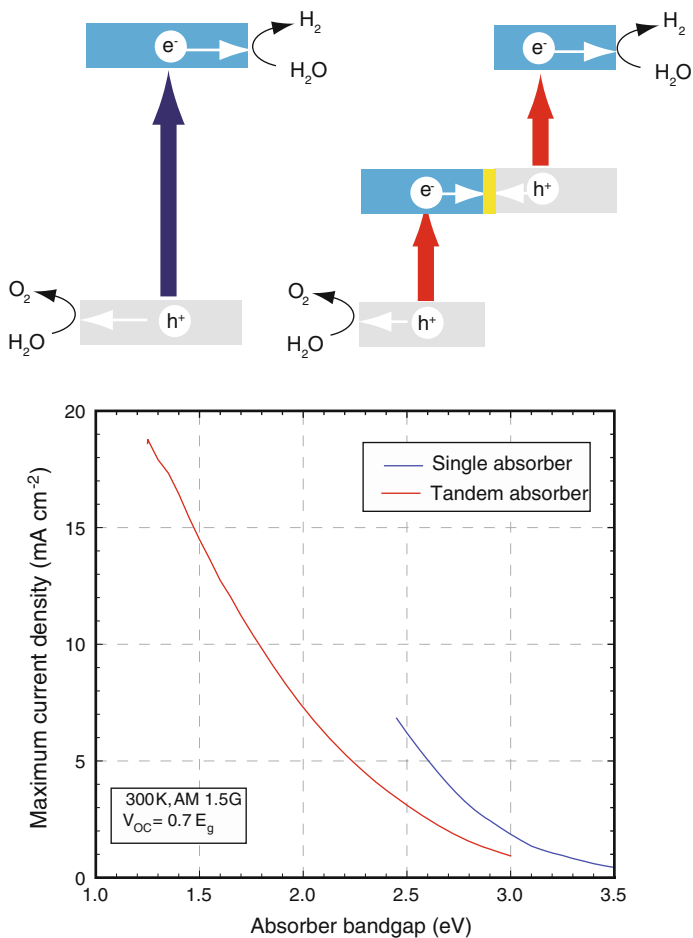 e⁻
H₂
H₂O
O₂
H₂O
h⁺
e⁻
H₂
H₂O
e⁻
h⁺
O₂
H₂O
h⁺
Maximum current density (mA cm⁻²)
20
15
10
5
0
Single absorber
Tandem absorber
300K, AM 1.5G
V_OC = 0.7 E_g
1.0 1.5 2.0 2.5 3.0 3.5
Absorber bandgap (eV)